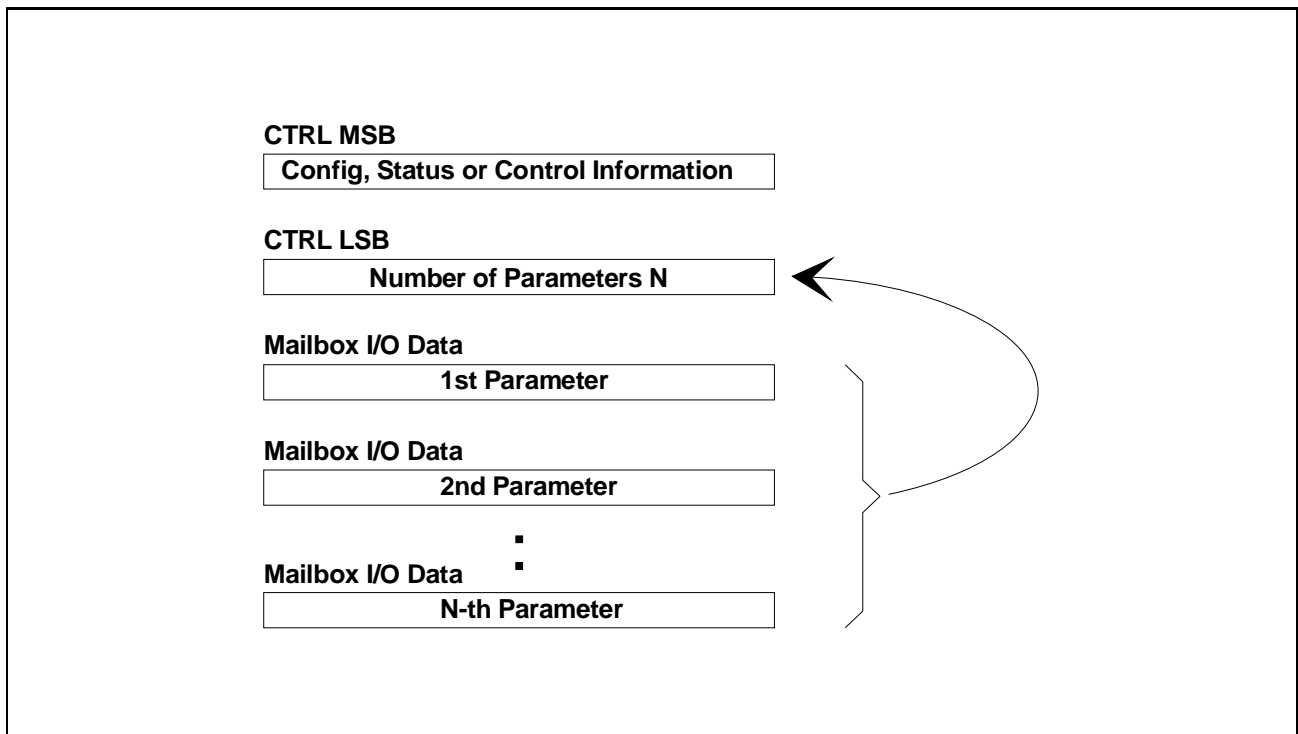 CTRL MSB
Config, Status or Control Information
CTRL LSB
Number of Parameters N
Mailbox I/O Data
1st Parameter
Mailbox I/O Data
2nd Parameter
Mailbox I/O Data
N-th Parameter